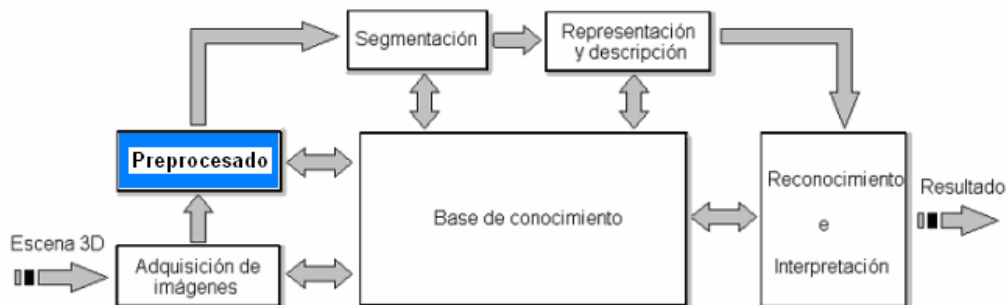 Segmentación
Representación
y descripción
Preprocesado
Base de conocimiento
Reconocimiento
e
Interpretación
Resultado
Escena 3D
Adquisición de
imágenes